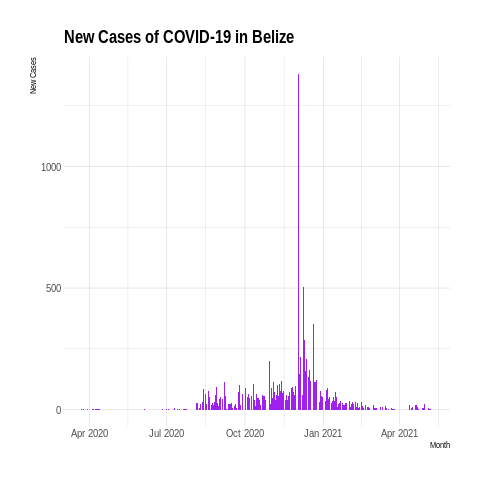 New Cases of COVID-19 in Belize
New Cases
1000
500
0
Apr 2020 Jul 2020 Oct 2020 Jan 2021 Apr 2021
Month